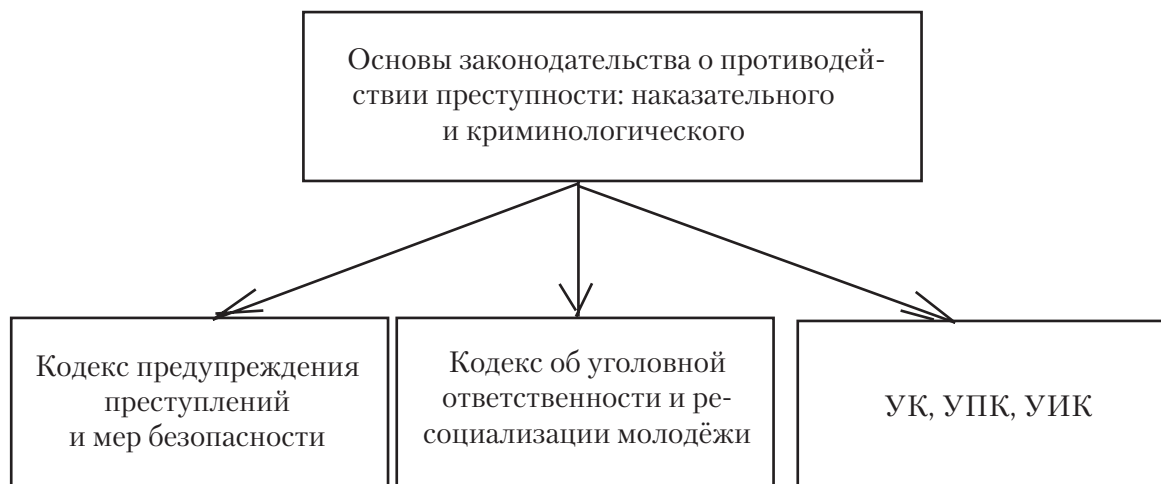 Основы законодательства о противодей-
ствии преступности: наказательного
и криминологического
Кодекс предупреждения
преступлений
и мер безопасности
Кодекс об уголовной
ответственности и ре-
социализации молодёжи
УК, УПК, УИК